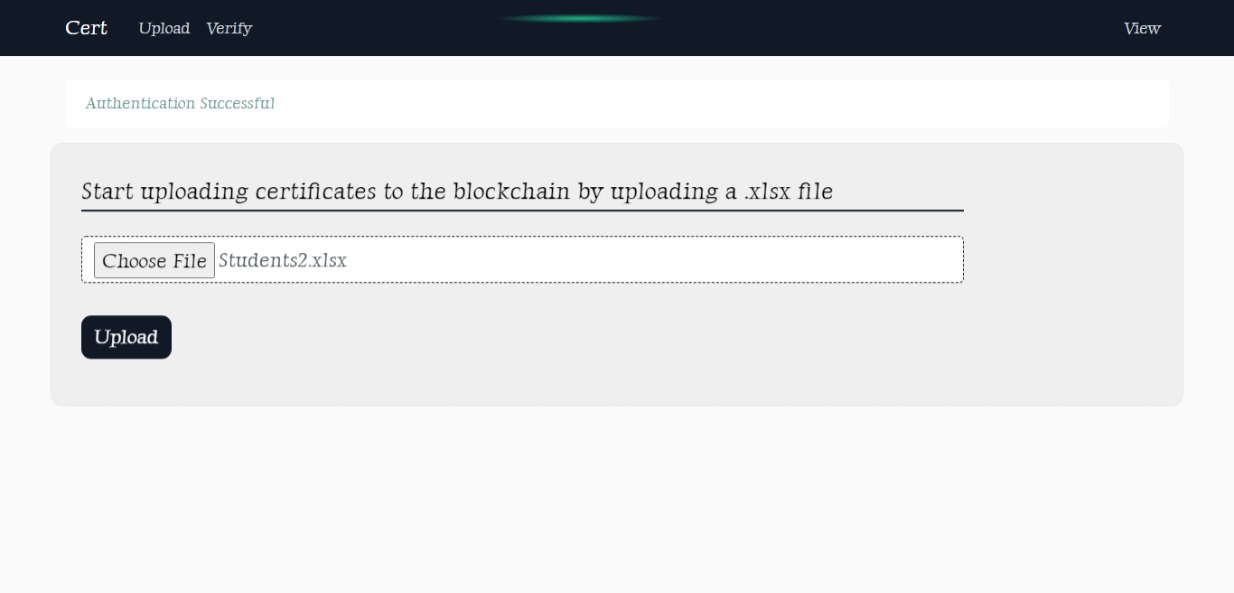 Cert Upload Verify View
Authentication Successful
Start uploading certificates to the blockchain by uploading a .xlsx file
Choose File Students2.xlsx
Upload